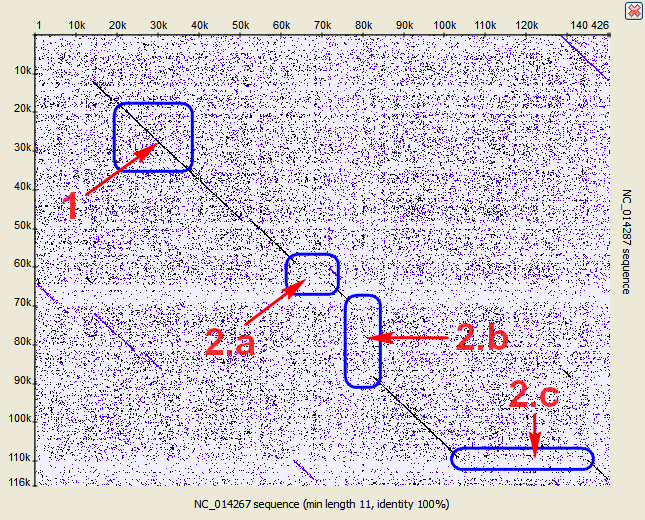 1 10k 20k 30k 40k 50k 60k 70k 80k 90k 100k 110k 120k 140 426
10k
20k
30k
1
40k
50k
60k
70k
2.a
2.b
80k
90k
2.c
100k
110k
116k
NC_014287 sequence
NC_014267 sequence (min length 11, identity 100%)